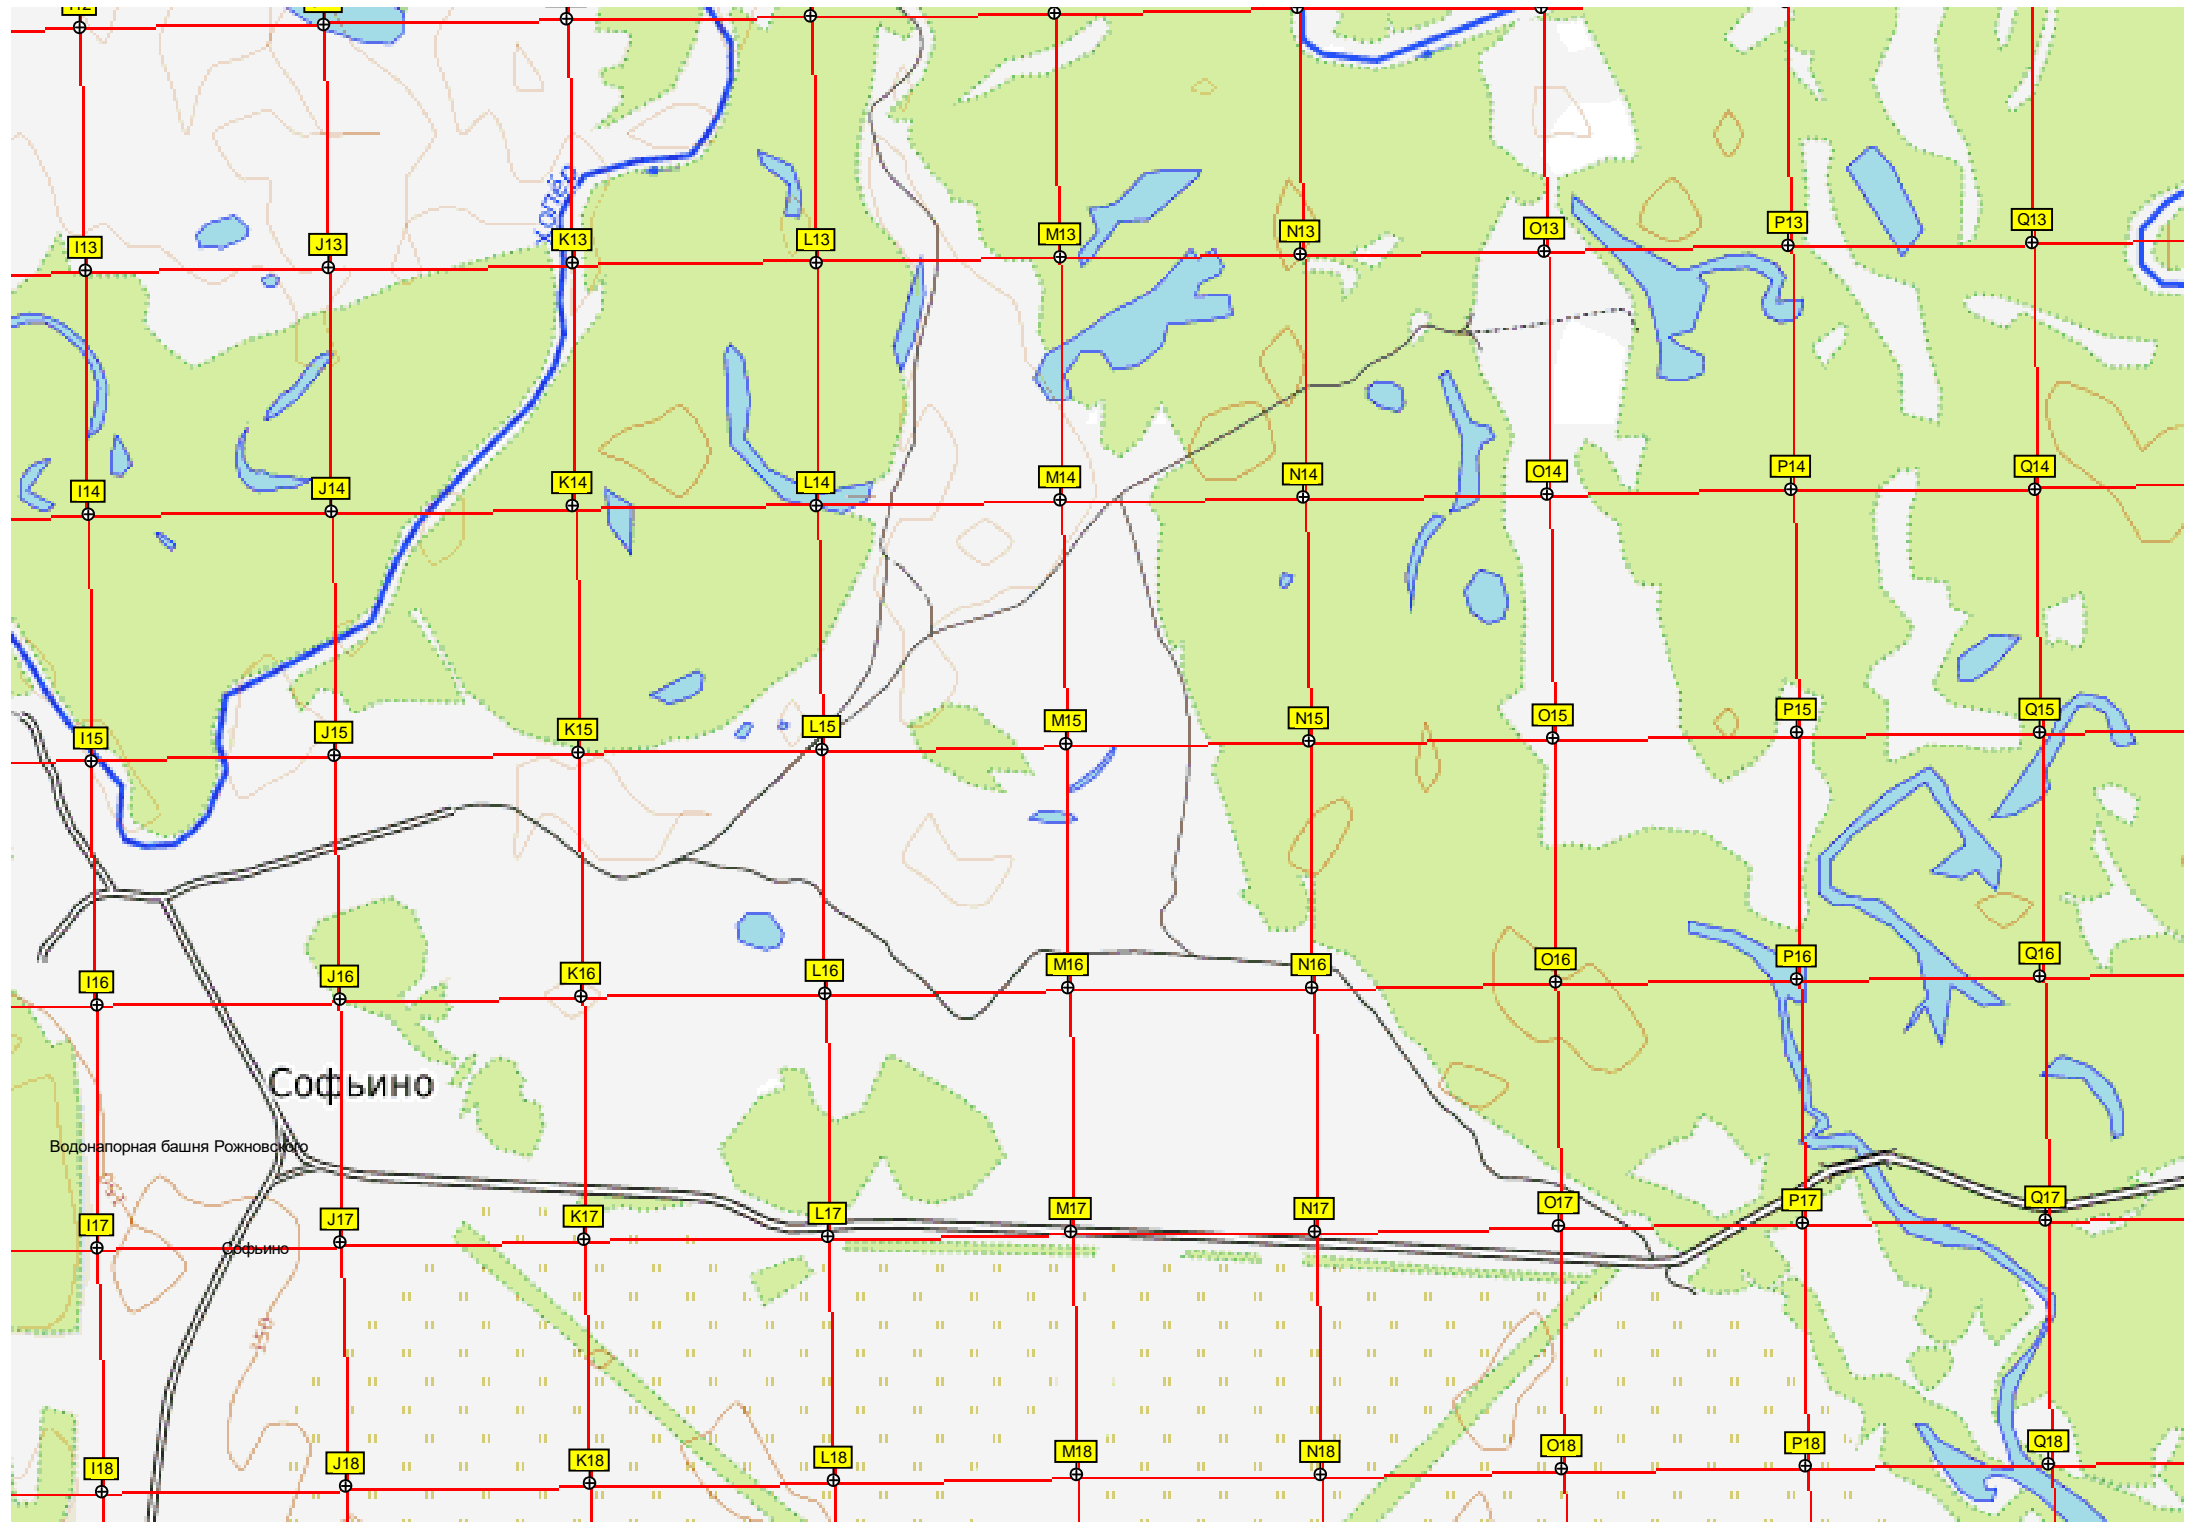 I12
Хопёр
I13 J13 K13 L13 M13 N13 O13 P13 Q13
I14 J14 K14 L14 M14 N14 O14 P14 Q14
I15 J15 K15 L15 M15 N15 O15 P15 Q15
I16 J16 K16 L16 M16 N16 O16 P16 Q16
Софьино
Водонапорная башня Рожновского
150
I17 J17 K17 L17 M17 N17 O17 P17 Q17
Софьино
150
I18 J18 K18 L18 M18 N18 O18 P18 Q18